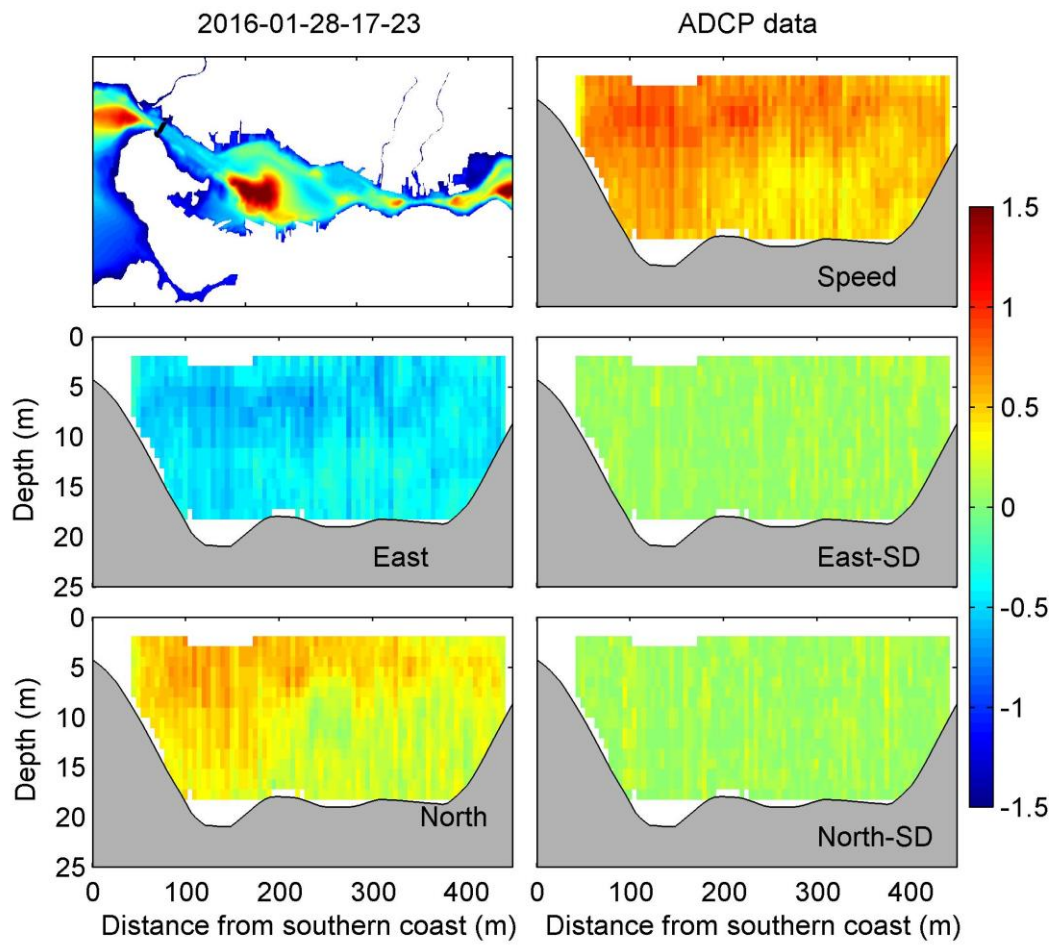 2016-01-28-17-23
ADCP data
Speed
0
5
10
15
20
25
Depth (m)
East
East-SD
0
5
10
15
20
25
Depth (m)
North
North-SD
0 100 200 300 400
0 100 200 300 400
Distance from southern coast (m)
Distance from southern coast (m)
1.5
1
0.5
0
-0.5
-1
-1.5